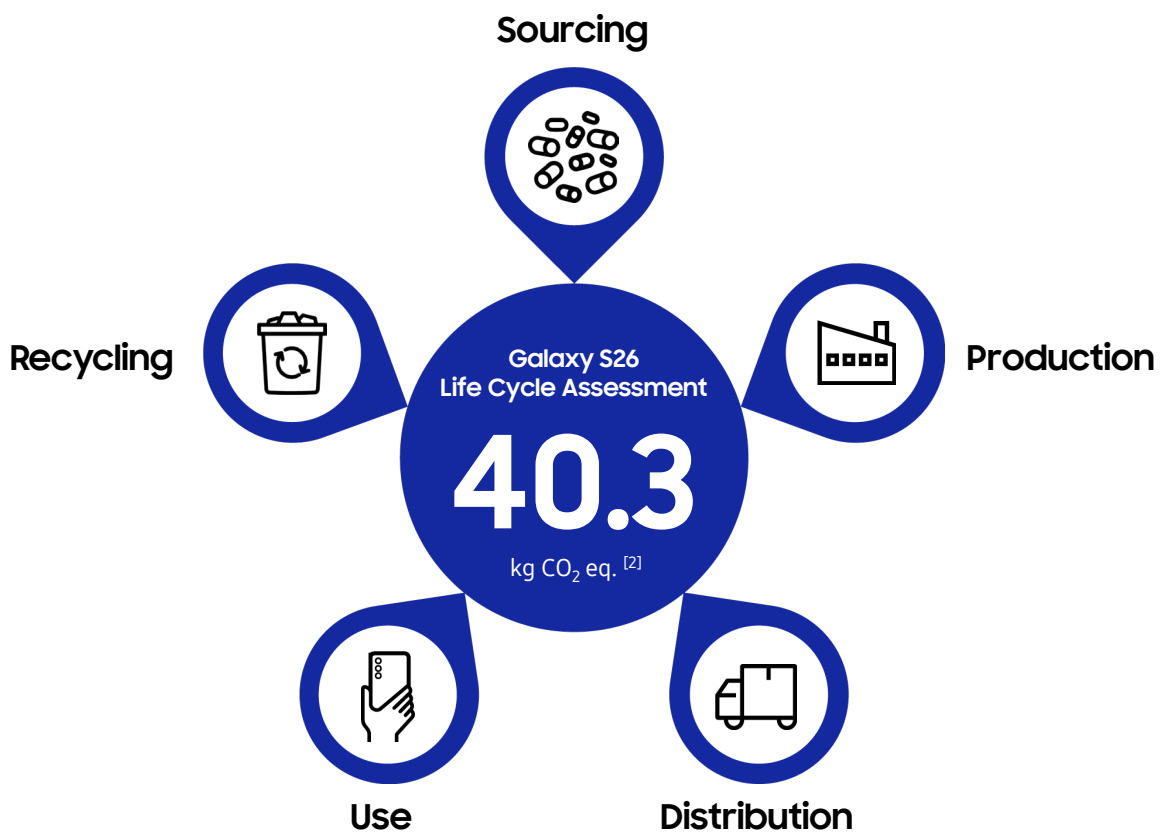 Sourcing
Recycling
Production
Galaxy S26
Life Cycle Assessment
40.3
kg CO₂ eq. [2]
Use
Distribution